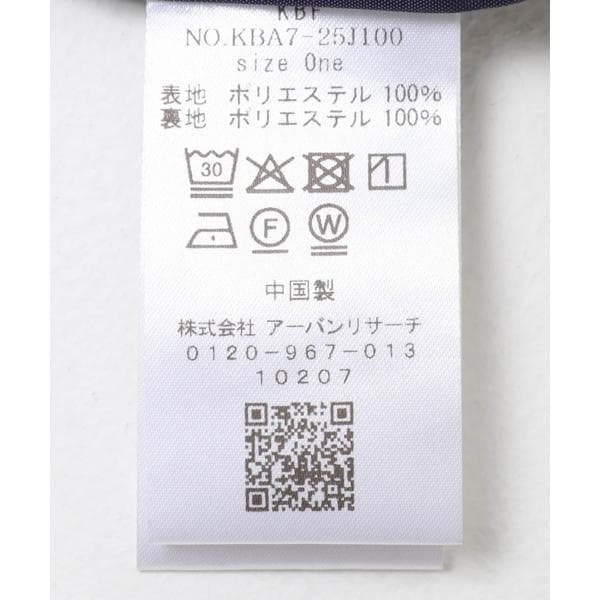 KBF
NO.KBA7-25J100
size One
表地 ポリエステル 100%
裏地 ポリエステル 100%
30
F W
中国製
株式会社 アーバンリサーチ
0120-967-013
10207